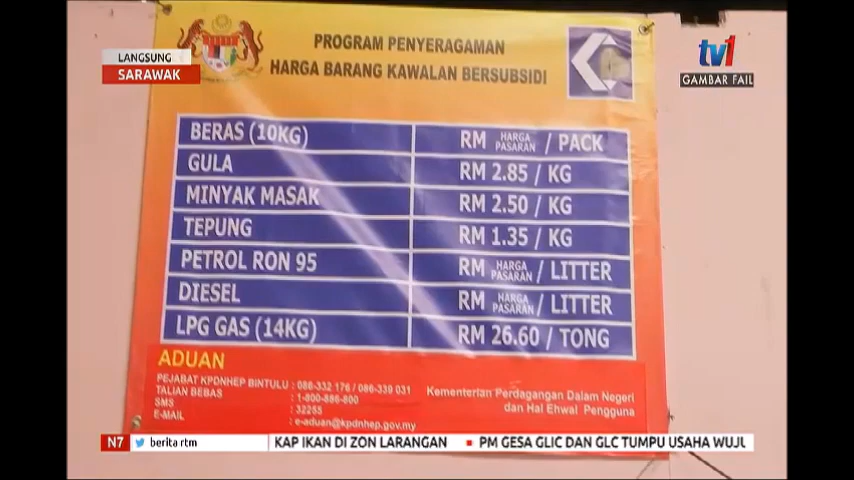 LANGSUNG
SARAWAK
tv1
GAMBAR FAIL
PROGRAM PENYERAGAMAN
HARGA BARANG KAWALAN BERSUBSIDI
BERAS (10KG) RM HARGA PASARAN / PACK
GULA RM 2.85 / KG
MINYAK MASAK RM 2.50 / KG
TEPUNG RM 1.35 / KG
PETROL RON 95 RM HARGA PASARAN / LITTER
DIESEL RM HARGA PASARAN / LITTER
LPG GAS (14KG) RM 26.60 / TONG
ADUAN
PEJABAT KPDNHEP BINTULU : 086-332 176 / 086-339 031
TALIAN BEBAS : 1-800-886-800
SMS : 32255
E-MAIL : e-aduan@kpdnhep.gov.my
Kementerian Perdagangan Dalam Negeri
dan Hal Ehwal Pengguna
N7 berita rtm KAP IKAN DI ZON LARANGAN PM GESA GLIC DAN GLC TUMPU USAHA WUJU